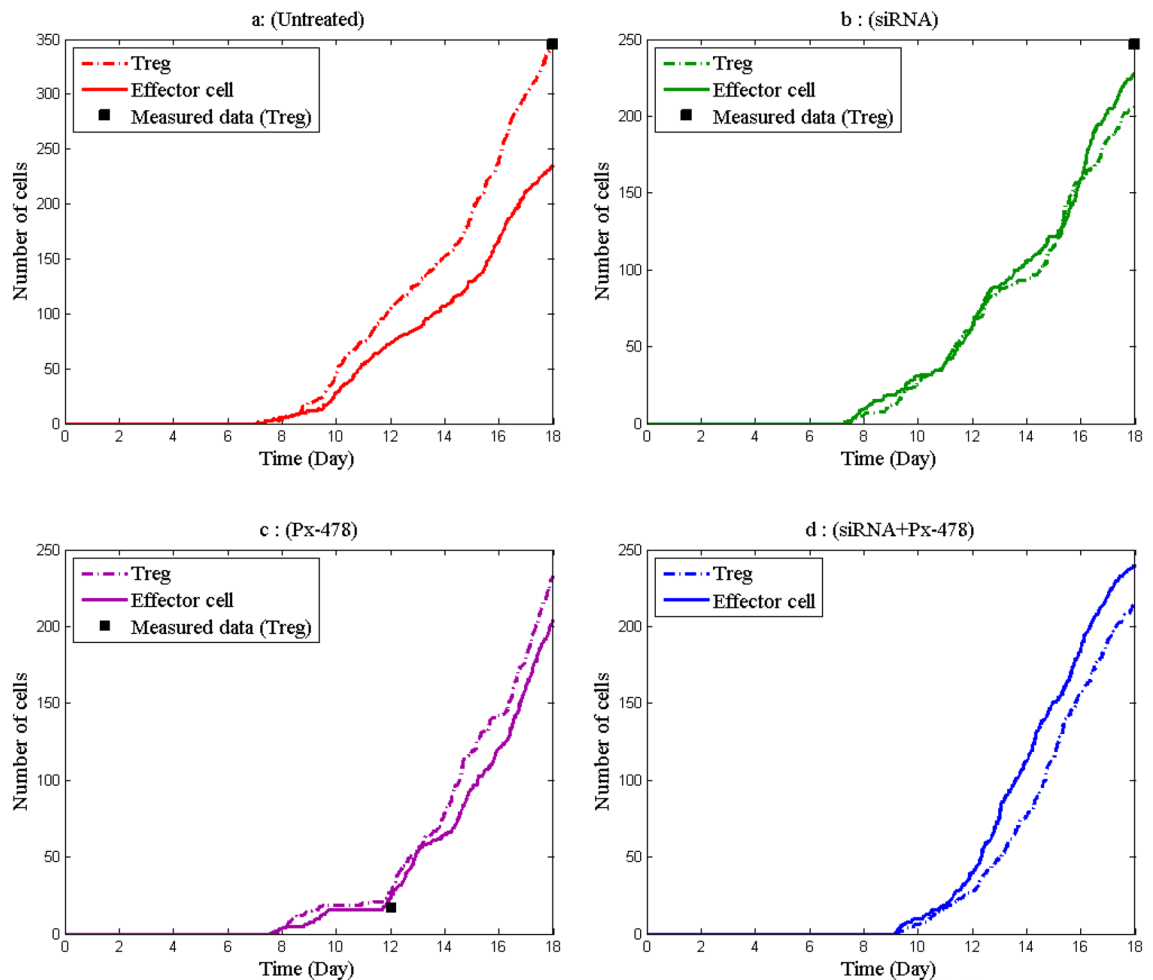 a: (Untreated)
350
300
250
200
150
100
50
0
Number of cells
Treg
Effector cell
Measured data (Treg)
0 2 4 6 8 10 12 14 16 18
Time (Day)
b : (siRNA)
250
200
150
100
50
0
Number of cells
Treg
Effector cell
Measured data (Treg)
0 2 4 6 8 10 12 14 16 18
Time (Day)
c : (Px-478)
250
200
150
100
50
0
Number of cells
Treg
Effector cell
Measured data (Treg)
0 2 4 6 8 10 12 14 16 18
Time (Day)
d : (siRNA+Px-478)
250
200
150
100
50
0
Number of cells
Treg
Effector cell
0 2 4 6 8 10 12 14 16 18
Time (Day)